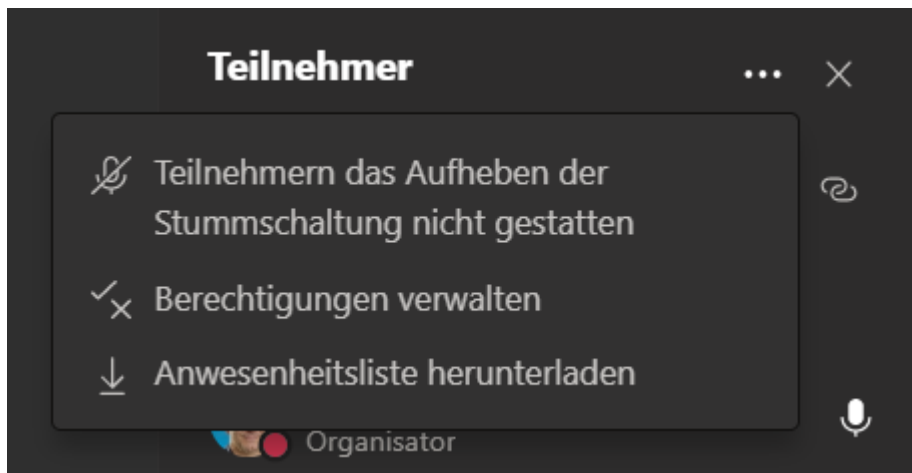 Teilnehmer
Teilnehmern das Aufheben der
Stummschaltung nicht gestatten
Berechtigungen verwalten
Anwesenheitsliste herunterladen
Organisator